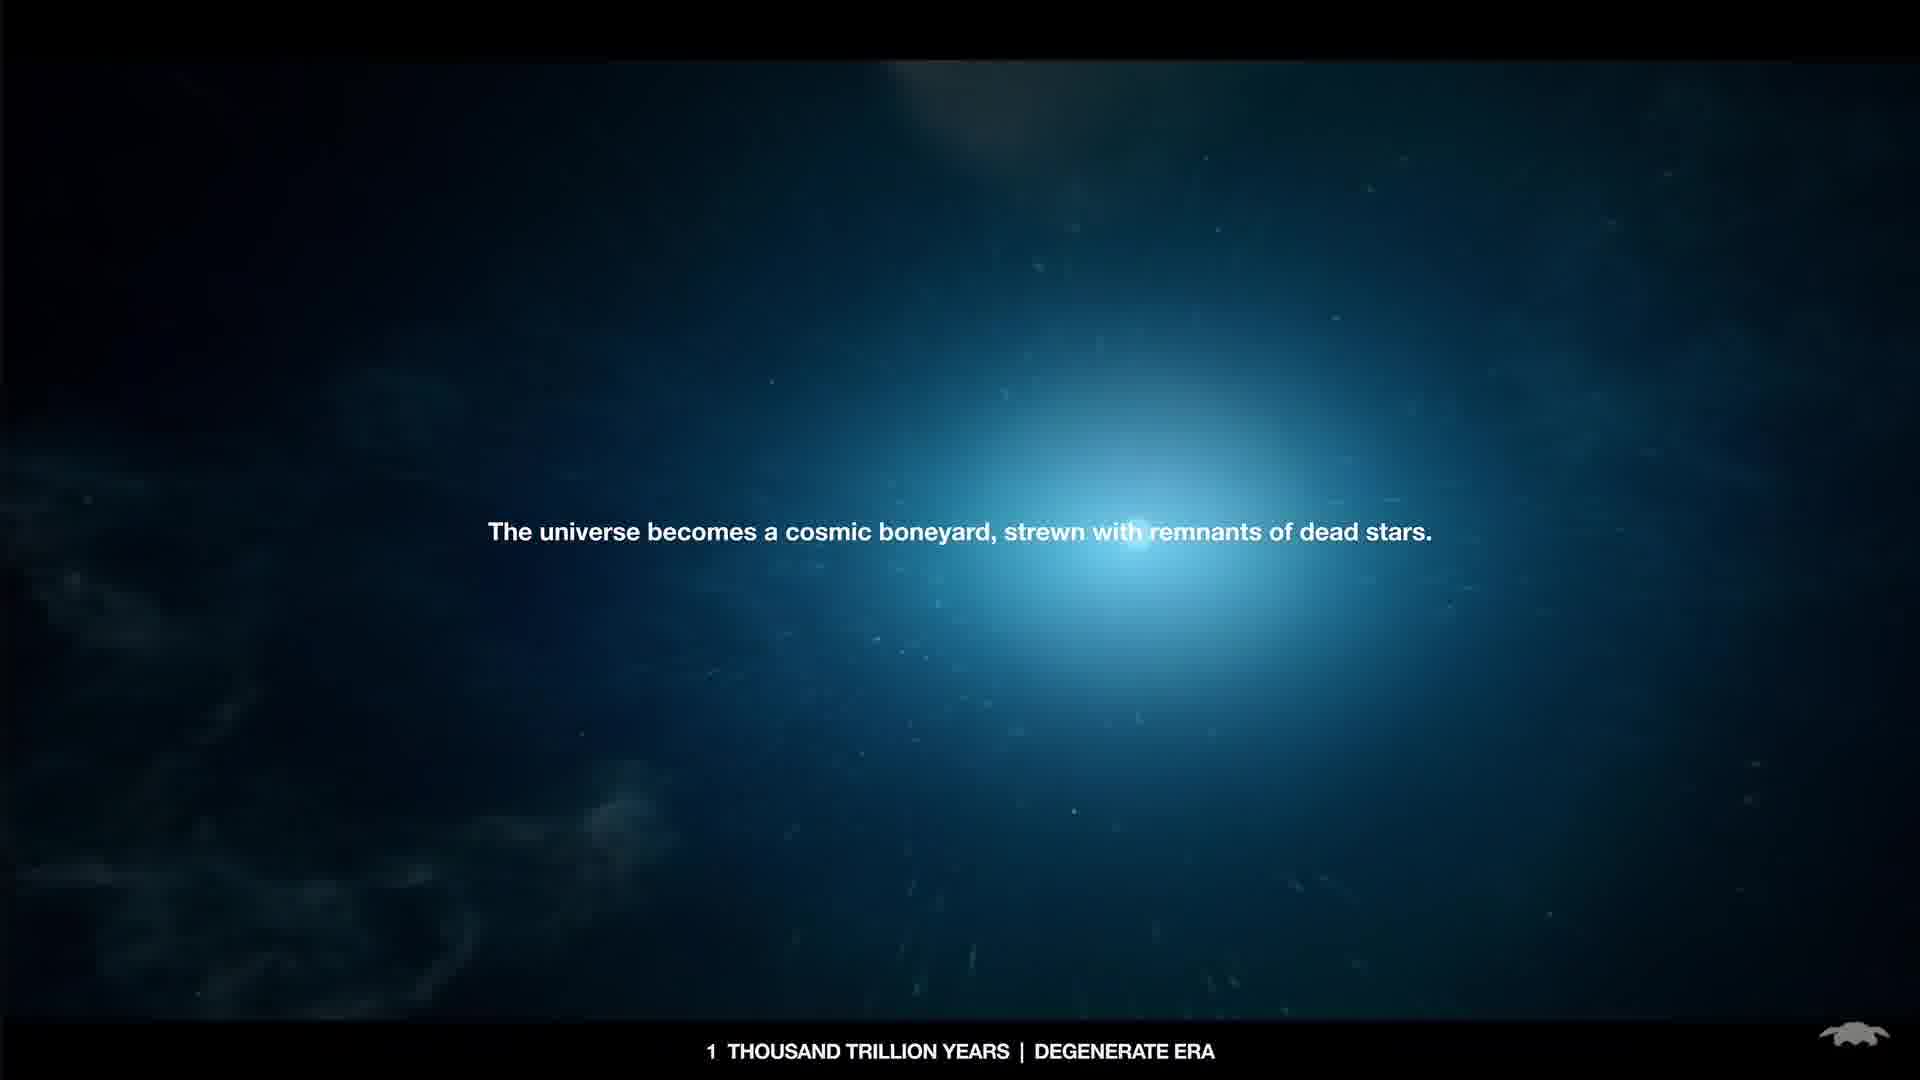 The universe becomes a cosmic boneyard, strewn with remnants of dead stars.
1 THOUSAND TRILLION YEARS | DEGENERATE ERA